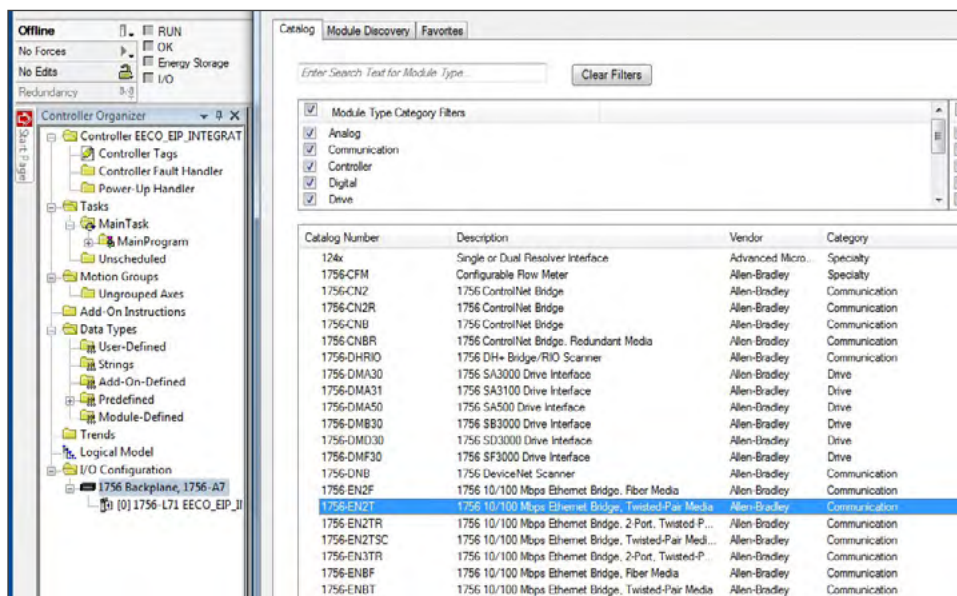 Offline
RUN
No Forces
OK
No Edits
Energy Storage
I/O
Redundancy
Start Page
Controller Organizer
Controller EECO_EIP_INTEGRAT
Controller Tags
Controller Fault Handler
Power-Up Handler
Tasks
MainTask
MainProgram
Unscheduled
Motion Groups
Ungrouped Axes
Add-On Instructions
Data Types
User-Defined
Strings
Add-On-Defined
Predefined
Module-Defined
Trends
Logical Model
I/O Configuration
1756 Backplane, 1756-A7
[0] 1756-L71 EECO_EIP_II
Catalog Module Discovery Favorites
Enter Search Text for Module Type... Clear Filters
Module Type Category Filters
Analog
Communication
Controller
Digital
Drive
Catalog Number Description Vendor Category
124x Single or Dual Resolver Interface Advanced Micro... Specialty
1756-CFM Configurable Flow Meter Allen-Bradley Specialty
1756-CN2 1756 ControlNet Bridge Allen-Bradley Communication
1756-CN2R 1756 ControlNet Bridge Allen-Bradley Communication
1756-CNB 1756 ControlNet Bridge Allen-Bradley Communication
1756-CNBR 1756 ControlNet Bridge, Redundant Media Allen-Bradley Communication
1756-DHRIO 1756 DH+ Bridge/RIO Scanner Allen-Bradley Communication
1756-DMA30 1756 SA3000 Drive Interface Allen-Bradley Drive
1756-DMA31 1756 SA3100 Drive Interface Allen-Bradley Drive
1756-DMA50 1756 SA500 Drive Interface Allen-Bradley Drive
1756-DMB30 1756 SB3000 Drive Interface Allen-Bradley Drive
1756-DMD30 1756 SD3000 Drive Interface Allen-Bradley Drive
1756-DMF30 1756 SF3000 Drive Interface Allen-Bradley Drive
1756-DNB 1756 DeviceNet Scanner Allen-Bradley Communication
1756-EN2F 1756 10/100 Mbps Ethernet Bridge, Fiber Media Allen-Bradley Communication
1756-EN2T 1756 10/100 Mbps Ethernet Bridge, Twisted-Pair Media Allen-Bradley Communication
1756-EN2TR 1756 10/100 Mbps Ethernet Bridge, 2-Port, Twisted-P... Allen-Bradley Communication
1756-EN2TSC 1756 10/100 Mbps Ethernet Bridge, Twisted-Pair Medi... Allen-Bradley Communication
1756-EN3TR 1756 10/100 Mbps Ethernet Bridge, 2-Port, Twisted-P... Allen-Bradley Communication
1756-ENBF 1756 10/100 Mbps Ethernet Bridge, Fiber Media Allen-Bradley Communication
1756-ENBT 1756 10/100 Mbps Ethernet Bridge, Twisted-Pair Media Allen-Bradley Communication